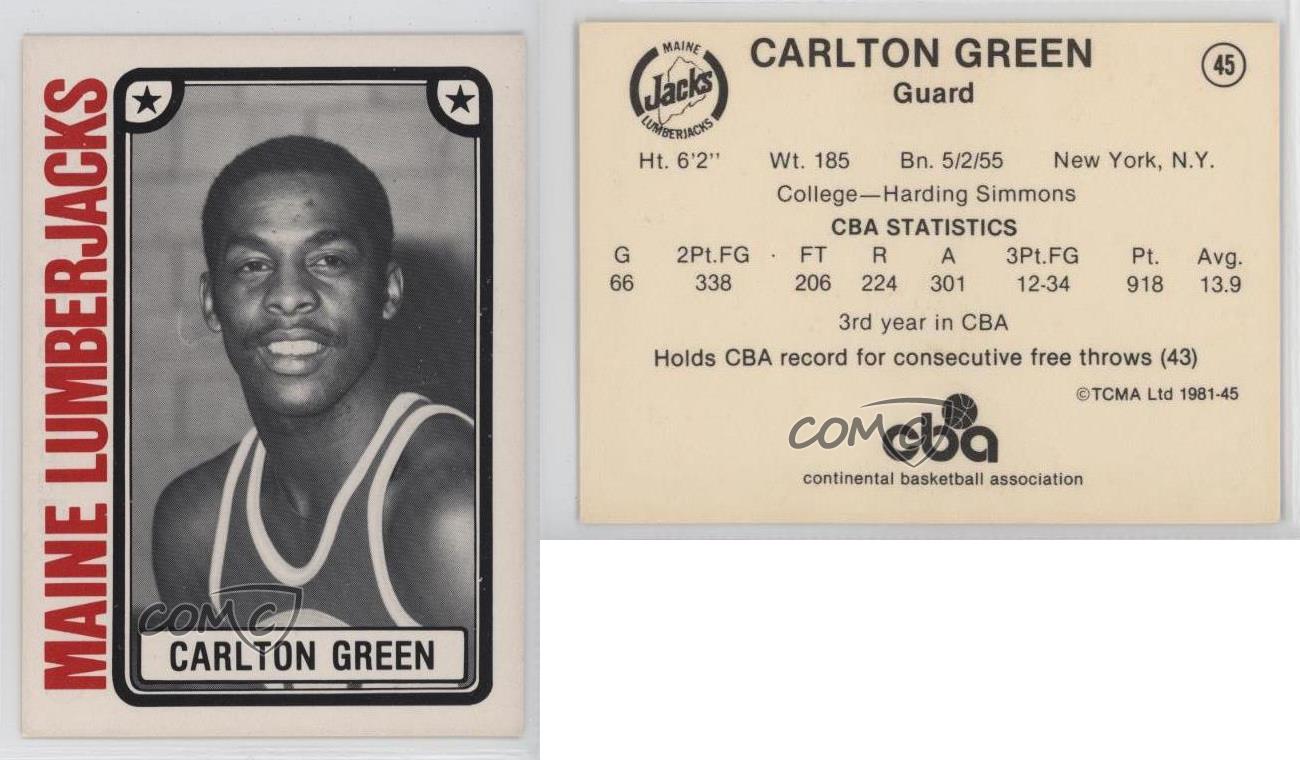 MAINE LUMBERJACKS
CARLTON GREEN
COMC
MAINE
Jacks
LUMBERJACKS
CARLTON GREEN
45
Guard
Ht. 6'2" Wt. 185 Bn. 5/2/55 New York, N.Y.
College—Harding Simmons
CBA STATISTICS
G 2Pt.FG FT R A 3Pt.FG Pt. Avg.
66 338 206 224 301 12-34 918 13.9
3rd year in CBA
Holds CBA record for consecutive free throws (43)
©TCMA Ltd 1981-45
COMC
cba
continental basketball association